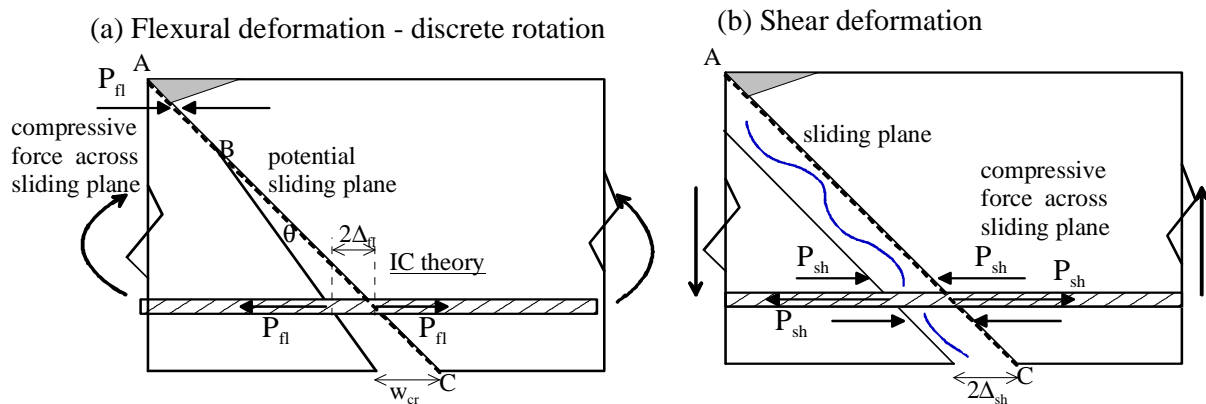 (a) Flexural deformation - discrete rotation
A
P_fl
compressive
force across
sliding plane
B
potential
sliding plane
θ
2Δ_fl
IC theory
P_fl
P_fl
C
w_cr
(b) Shear deformation
A
sliding plane
compressive
force across
sliding plane
P_sh
P_sh
P_sh
P_sh
C
2Δ_sh